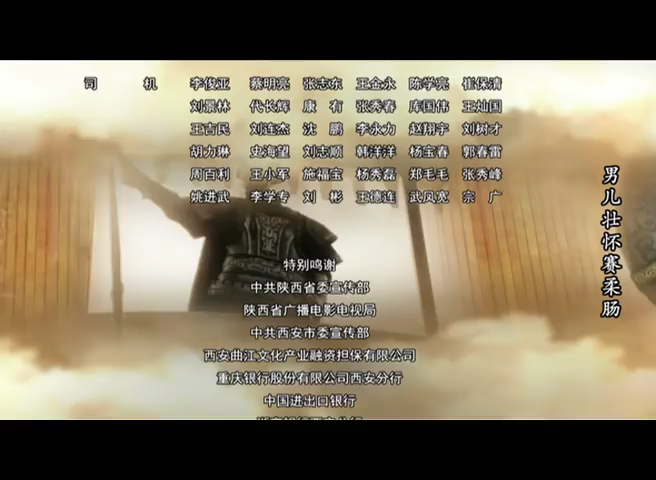 司 机 李俊亚 蔡明亮 张志东 王金永 陈学亮 崔保清
刘景林 代长辉 康 有 张秀春 库国伟 王灿国
王古民 刘连杰 沈 鹏 李永力 赵翔宇 刘树才
胡力琳 史海望 刘志顺 韩洋洋 杨宝春 郭春雷
周百利 王小军 施福宝 杨秀磊 郑毛毛 张秀峰
姚进武 李学专 刘 彬 王德连 武凤宽 宗 广
特别鸣谢
中共陕西省委宣传部
陕西省广播电影电视局
中共西安市委宣传部
西安曲江文化产业融资担保有限公司
重庆银行股份有限公司西安分行
中国进出口银行
男儿壮怀赛柔肠